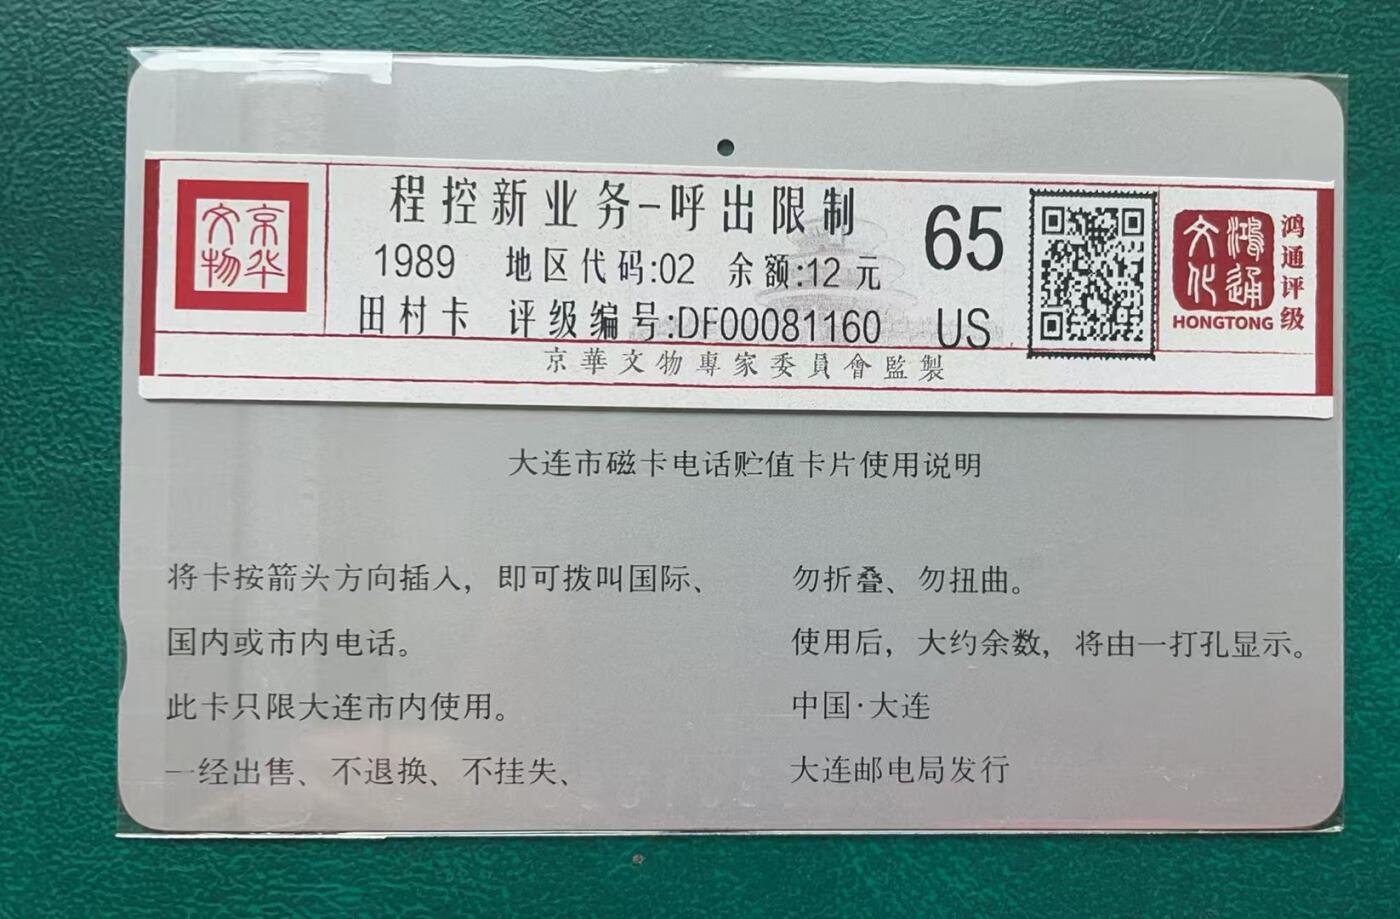 京华
文物
程控新业务-呼出限制
1989 地区代码:02 余额:12元
田村卡 评级编号:DF00081160
65
US
京華文物專家委員會監製
鸿通
文化
HONGTONG
鸿通评级
大连市磁卡电话贮值卡片使用说明
将卡按箭头方向插入，即可拨叫国际、
国内或市内电话。
此卡只限大连市内使用。
一经出售、不退换、不挂失、
勿折叠、勿扭曲。
使用后，大约余数，将由一打孔显示。
中国·大连
大连邮电局发行